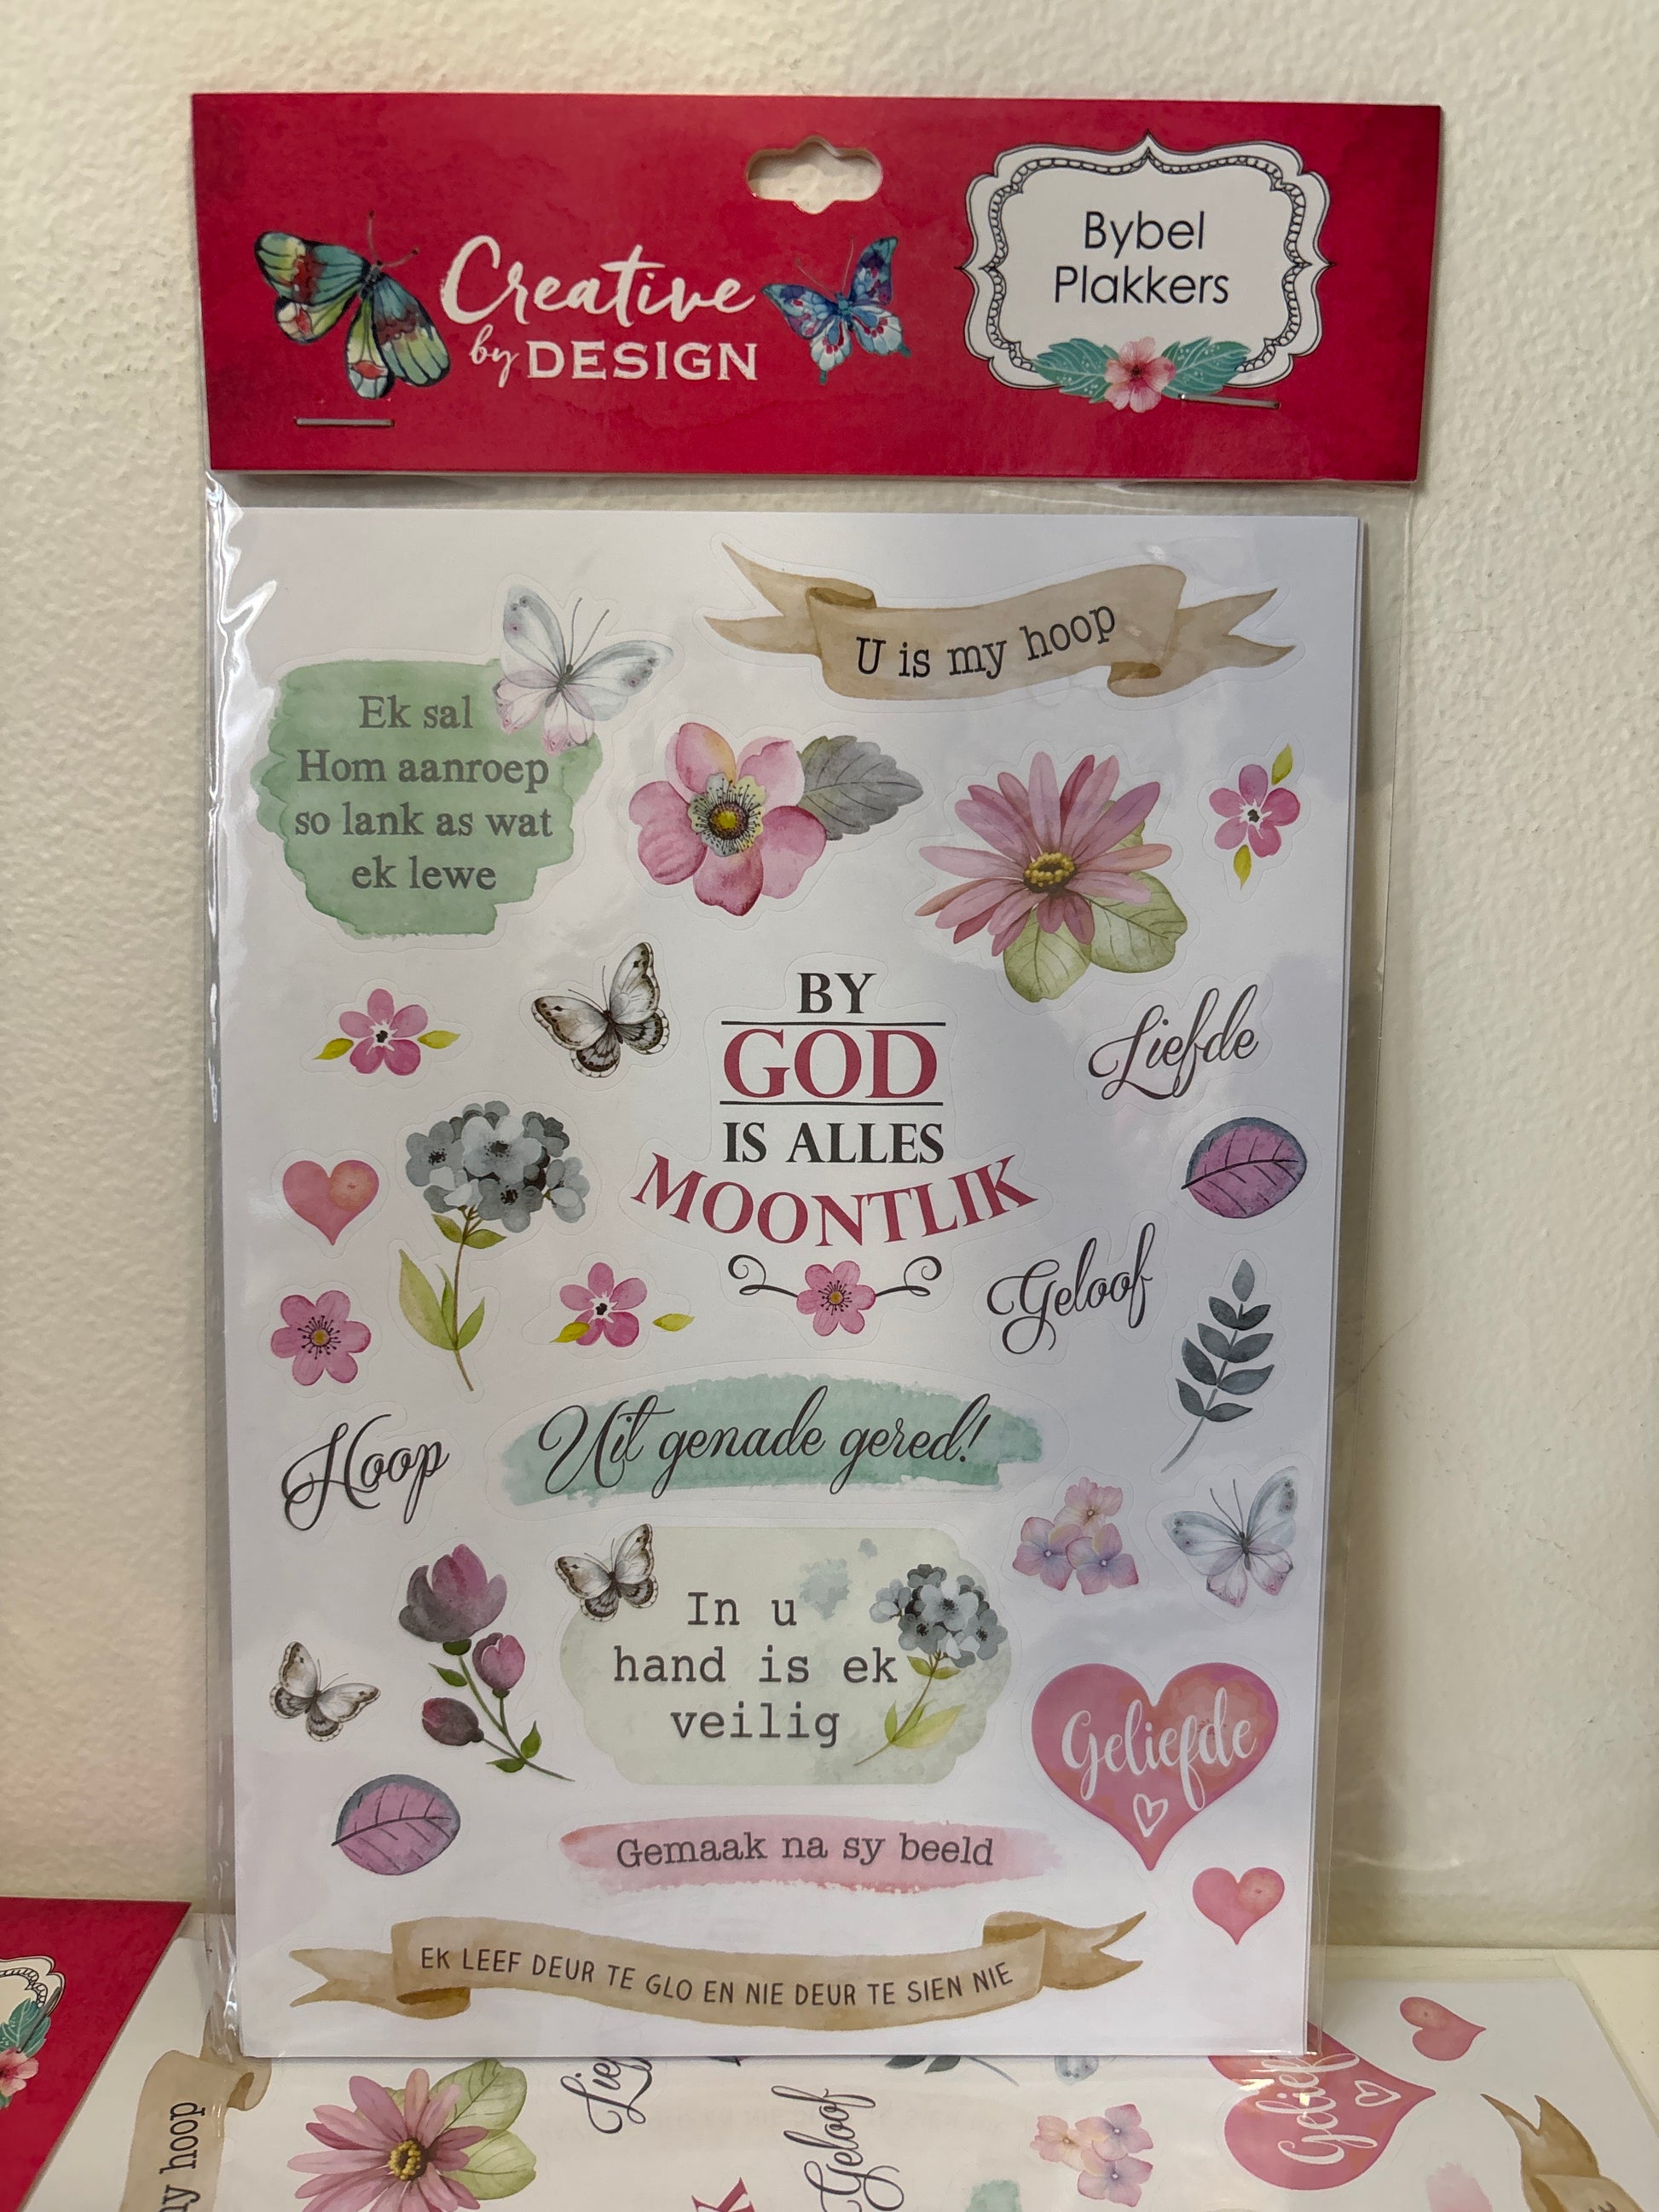 Creative
by DESIGN
Bybel
Plakkers
U is my hoop
Ek sal
Hom aanroep
so lank as wat
ek lewe
BY
GOD
IS ALLES
MOONTLIK
Liefde
Geloof
Hoop
Uit genade gered!
In u
hand is ek
veilig
Geliefde
Gemaak na sy beeld
EK LEEF DEUR TE GLO EN NIE DEUR TE SIEN NIE
hoop
Geloof